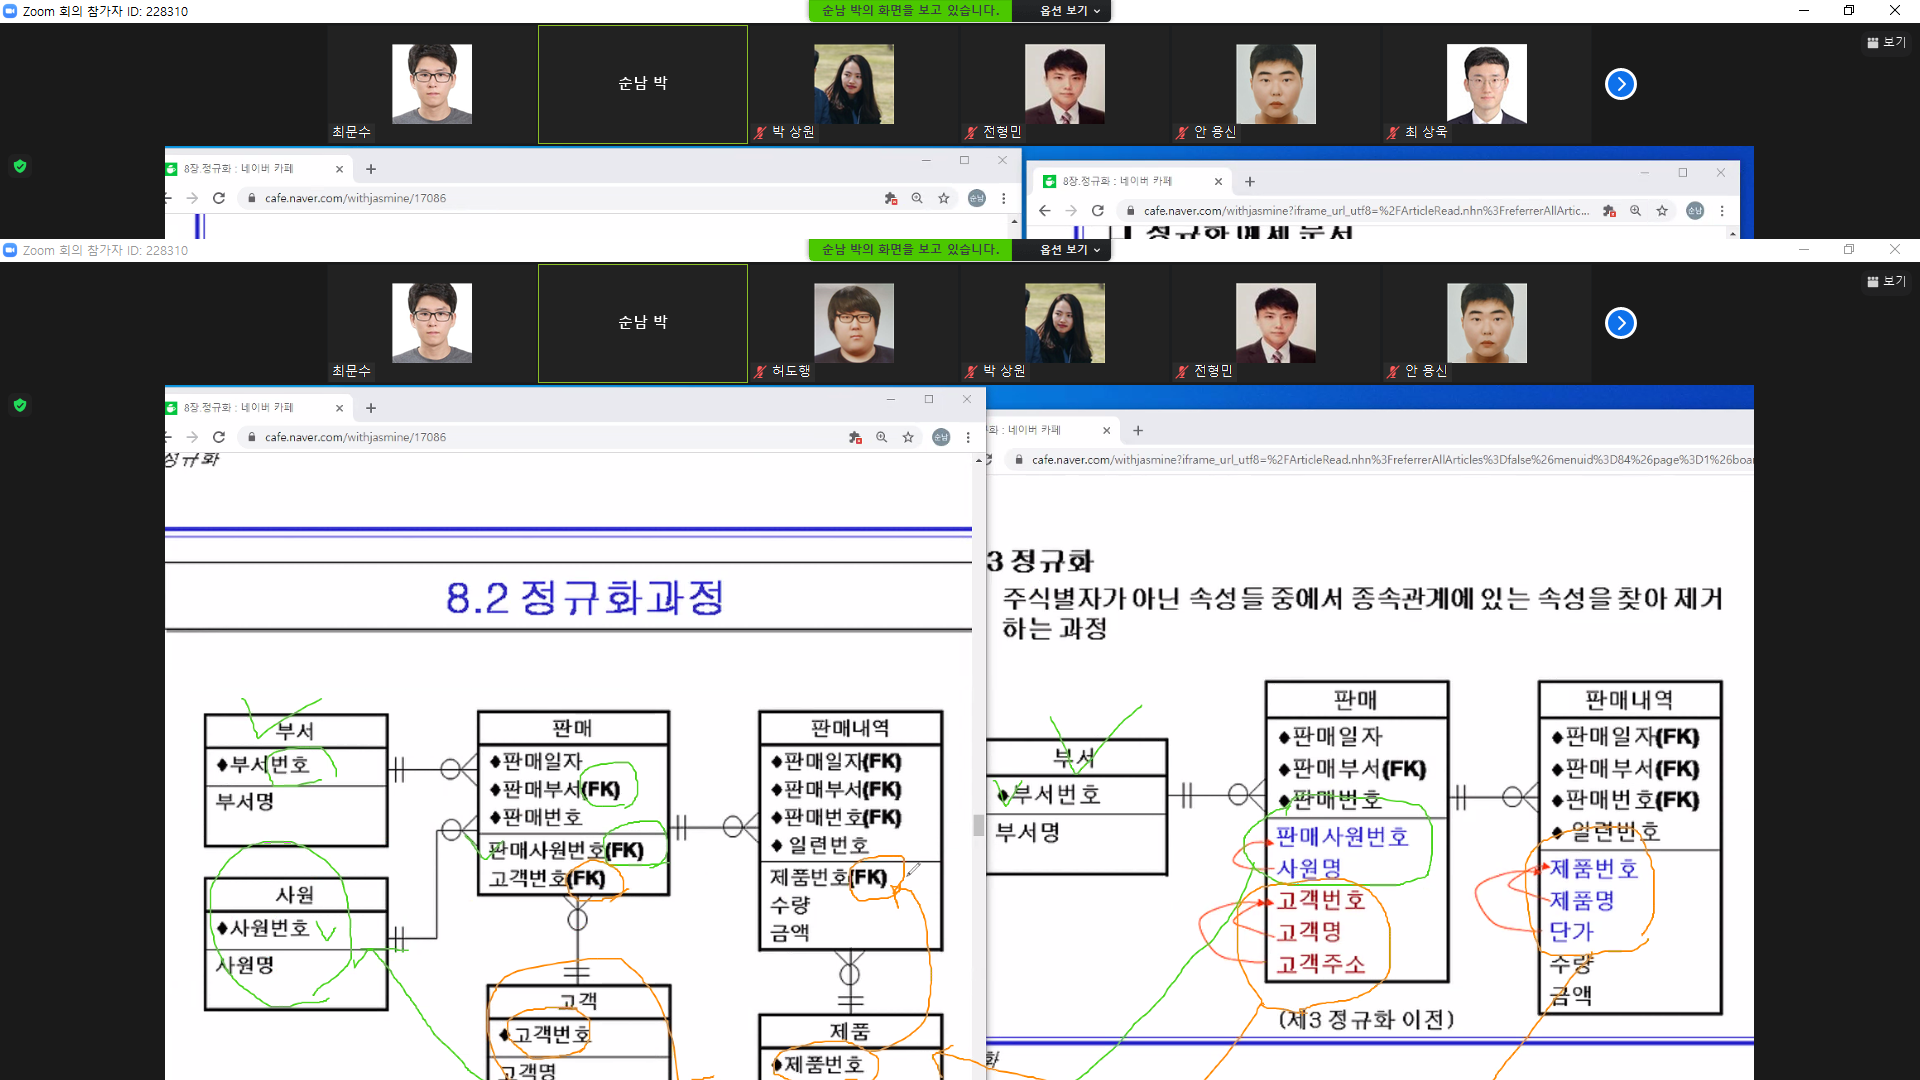 Zoom 회의 참가자 ID: 228310
순남 박의 화면을 보고 있습니다.
옵션 보기
보기
순남 박
최문수
박 상원
전형민
안 용신
최 상욱
8장.정규화 : 네이버 카페
8장.정규화 : 네이버 카페
cafe.naver.com/withjasmine/17086
순남
cafe.naver.com/withjasmine?iframe_url_utf8=%2FArticleRead.nhn%3FreferrerAllArtic...
순남
Zoom 회의 참가자 ID: 228310
순남 박의 화면을 보고 있습니다.
옵션 보기
보기
순남 박
최문수
허도행
박 상원
전형민
안 용신
8장.정규화 : 네이버 카페
화 : 네이버 카페
cafe.naver.com/withjasmine/17086
순남
cafe.naver.com/withjasmine?iframe_url_utf8=%2FArticleRead.nhn%3FreferrerAllArticles%3Dfalse%26menuid%3D84%26page%3D1%26boa
정규화
8.2 정규화과정
부서
◆부서번호
부서명
사원
◆사원번호
사원명
판매
◆판매일자
◆판매부서(FK)
◆판매번호
판매사원번호(FK)
고객번호(FK)
고객
◆고객번호
고객명
판매내역
◆판매일자(FK)
◆판매부서(FK)
◆판매번호(FK)
◆ 일련번호
제품번호(FK)
수량
금액
제품
◆제품번호
3 정규화
주식별자가 아닌 속성들 중에서 종속관계에 있는 속성을 찾아 제거
하는 과정
부서
◆부서번호
부서명
판매
◆판매일자
◆판매부서(FK)
◆판매번호
판매사원번호
사원명
고객번호
고객명
고객주소
판매내역
◆판매일자(FK)
◆판매부서(FK)
◆판매번호(FK)
◆ 일련번호
제품번호
제품명
단가
수량
금액
(제3 정규화 이전)
화